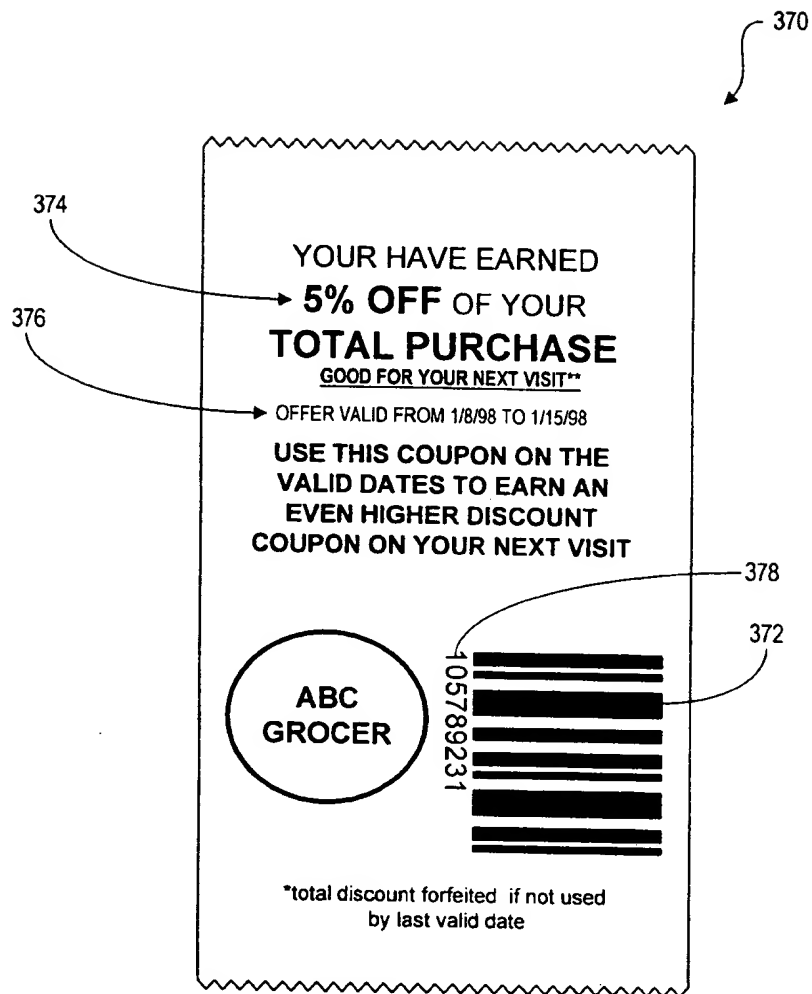 370
374
YOUR HAVE EARNED
5% OFF OF YOUR
376
TOTAL PURCHASE
GOOD FOR YOUR NEXT VISIT**
OFFER VALID FROM 1/8/98 TO 1/15/98
USE THIS COUPON ON THE
VALID DATES TO EARN AN
EVEN HIGHER DISCOUNT
COUPON ON YOUR NEXT VISIT
378
372
ABC
GROCER
105789231
*total discount forfeited if not used
by last valid date